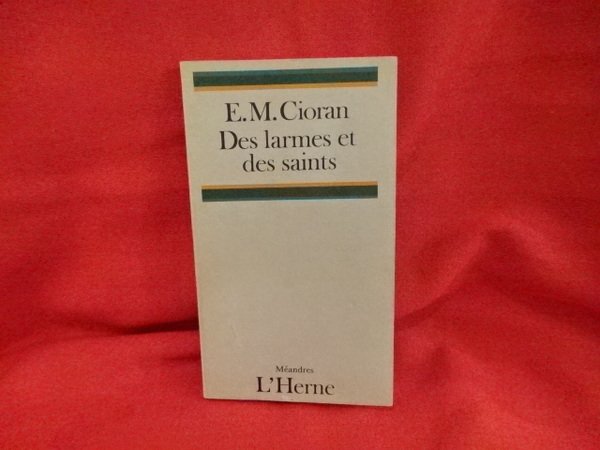 E. M. Cioran
Des larmes et
des saints
Méandres
L'Herne